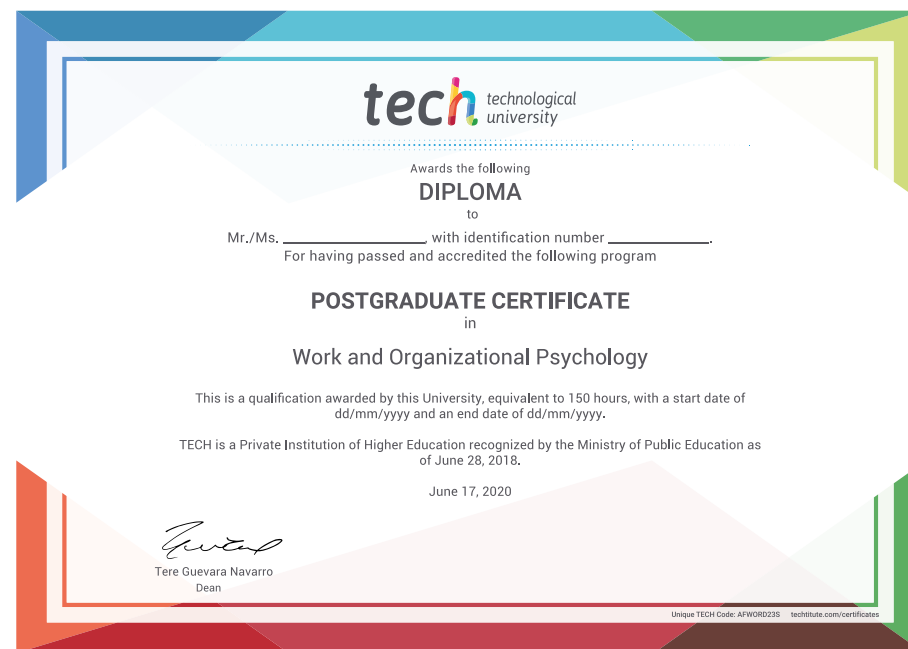 tech technological
university
Awards the following
DIPLOMA
to
Mr./Ms. ____________________, with identification number ______________.
For having passed and accredited the following program
POSTGRADUATE CERTIFICATE
in
Work and Organizational Psychology
This is a qualification awarded by this University, equivalent to 150 hours, with a start date of
dd/mm/yyyy and an end date of dd/mm/yyyy.
TECH is a Private Institution of Higher Education recognized by the Ministry of Public Education as
of June 28, 2018.
June 17, 2020
Tere Guevara Navarro
Dean
Unique TECH Code: AFWORD23S techtitute.com/certificates